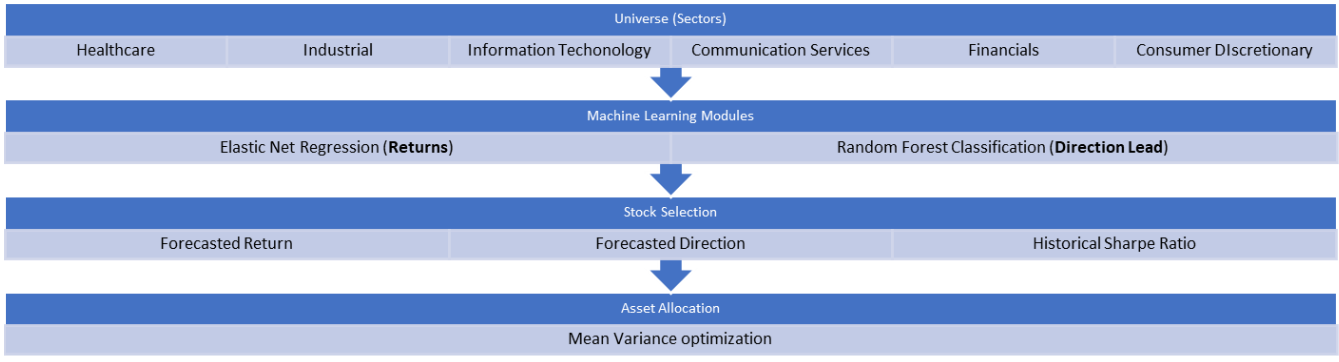 Universe (Sectors)
Healthcare Industrial Information Techonology Communication Services Financials Consumer DIscretionary
Machine Learning Modules
Elastic Net Regression (Returns) Random Forest Classification (Direction Lead)
Stock Selection
Forecasted Return Forecasted Direction Historical Sharpe Ratio
Asset Allocation
Mean Variance optimization